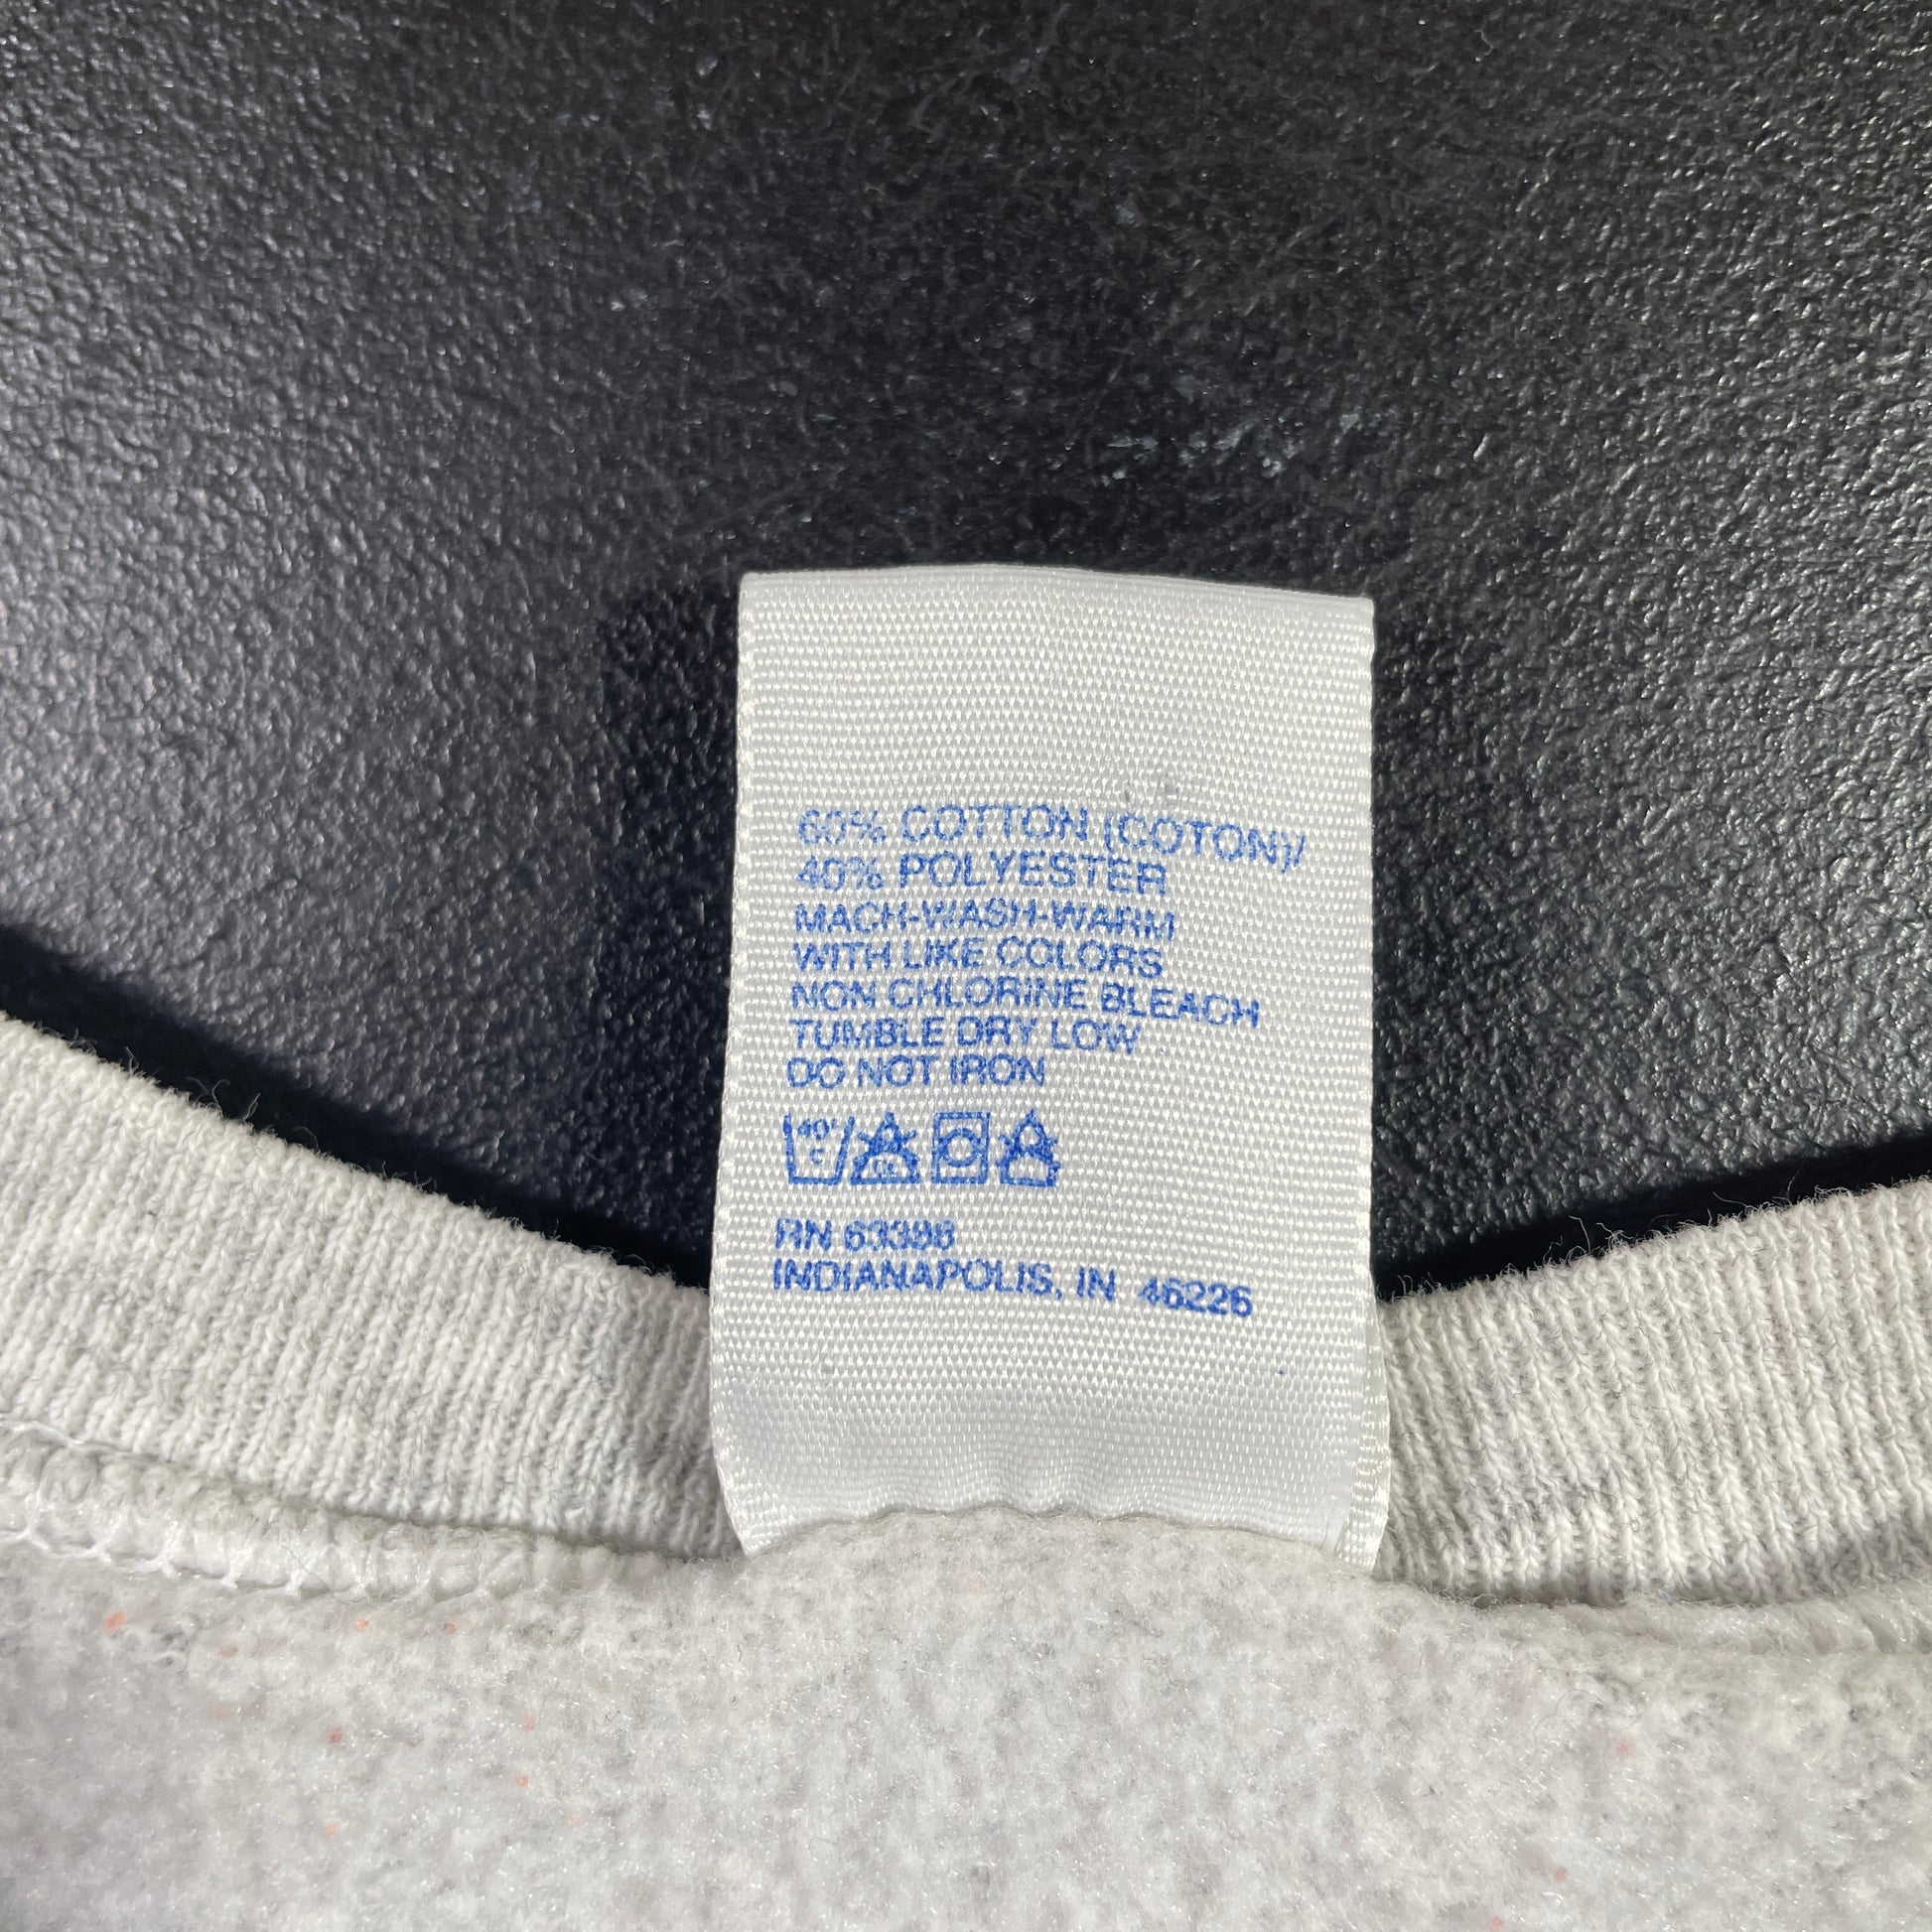 60% COTTON (COTON)/
40% POLYESTER
MACH-WASH-WARM
WITH LIKE COLORS
NON CHLORINE BLEACH
TUMBLE DRY LOW
DO NOT IRON
40° C
RN 63398
INDIANAPOLIS, IN 46226